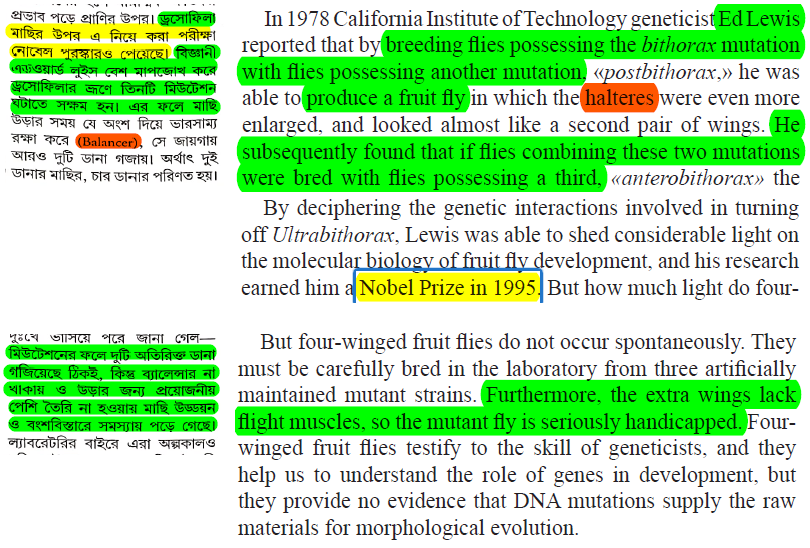 প্রভাব পড়ে প্রাণির উপর। ড্রসোফিলা
মাছির উপর এ নিয়ে করা পরীক্ষা
নোবেল পুরস্কারও পেয়েছে। বিজ্ঞানী
এডওয়ার্ড লুইস বেশ মাপজোখ করে
ড্রসোফিলার ভ্রূণে তিনটি মিউটেশন
ঘটাতে সক্ষম হন। এর ফলে মাছি
উড়ার সময় যে অংশ দিয়ে ভারসাম্য
রক্ষা করে (Balancer), সে জায়গায়
আরও দুটি ডানা গজায়। অর্থাৎ দুই
ডানার মাছির, চার ডানার পরিণত হয়।
In 1978 California Institute of Technology geneticist Ed Lewis
reported that by breeding flies possessing the bithorax mutation
with flies possessing another mutation, «postbithorax,» he was
able to produce a fruit fly in which the halteres were even more
enlarged, and looked almost like a second pair of wings. He
subsequently found that if flies combining these two mutations
were bred with flies possessing a third, «anterobithorax» the
By deciphering the genetic interactions involved in turning
off Ultrabithorax, Lewis was able to shed considerable light on
the molecular biology of fruit fly development, and his research
earned him a Nobel Prize in 1995. But how much light do four-
দুঃখে ভাসিয়ে পরে জানা গেল—
মিউটেশনের ফলে দুটি অতিরিক্ত ডানা
গজিয়েছে ঠিকই, কিন্তু ব্যালেন্সার না
থাকায় ও উড়ার জন্য প্রয়োজনীয়
পেশি তৈরি না হওয়ায় মাছি উড্ডয়ন
ও বংশবিস্তারে সমস্যায় পড়ে গেছে।
ল্যাবরেটরির বাইরে এরা অল্পকালও
But four-winged fruit flies do not occur spontaneously. They
must be carefully bred in the laboratory from three artificially
maintained mutant strains. Furthermore, the extra wings lack
flight muscles, so the mutant fly is seriously handicapped. Four-
winged fruit flies testify to the skill of geneticists, and they
help us to understand the role of genes in development, but
they provide no evidence that DNA mutations supply the raw
materials for morphological evolution.